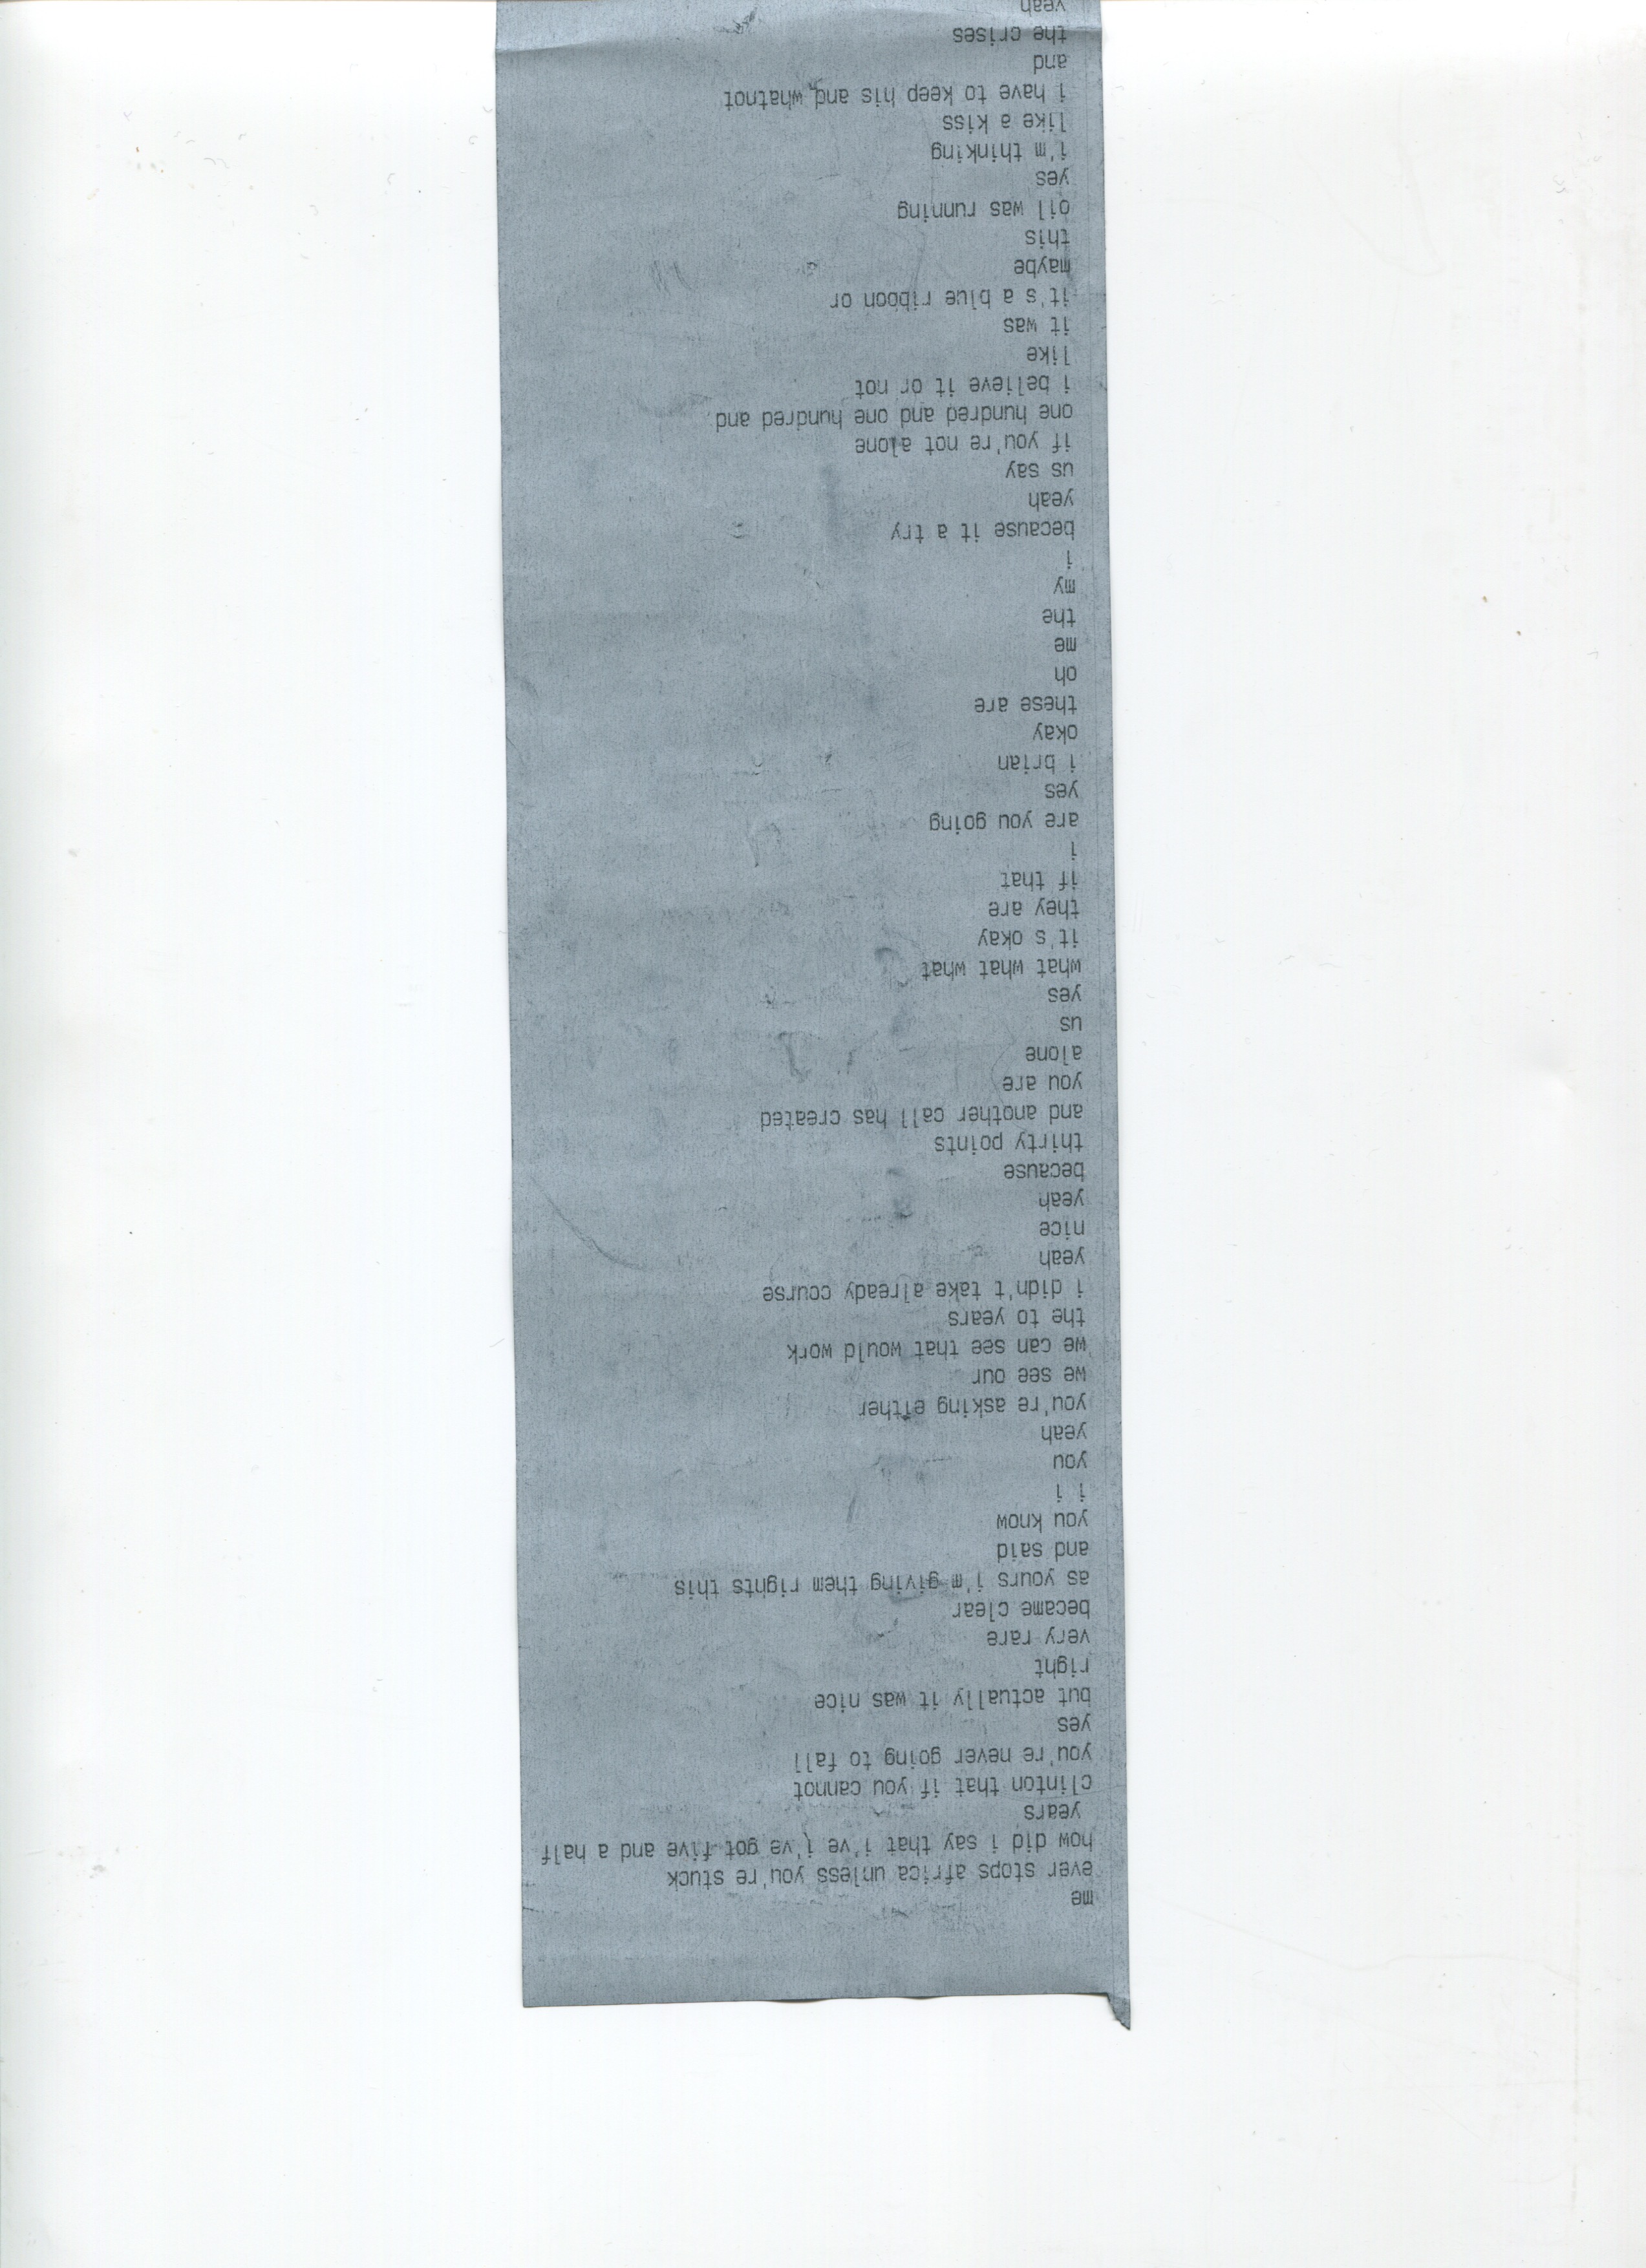 me
ever stops africa unless you're stuck
how did i say that i've i've got five and a half
years
clinton that if you cannot
you're never going to fall
yes
but actually it was nice
right
very rare
became clear
as yours i'm giving them rights this
and said
you know
i i
you
yeah
you're asking either
we see our
we can see that would work
the to years
i didn't take already course
yeah
nice
yeah
because
thirty points
and another call has created
you are
alone
us
yes
what what what
it's okay
they are
if that
i
are you going
yes
i brian
okay
these are
oh
me
the
my
i
because it a try
yeah
us say
if you're not alone
one hundred and one hundred and
i believe it or not
like
it was
it's a blue ribbon or
maybe
this
oil was running
yes
i'm thinking
like a kiss
i have to keep his and whatnot
and
the crises
yeah